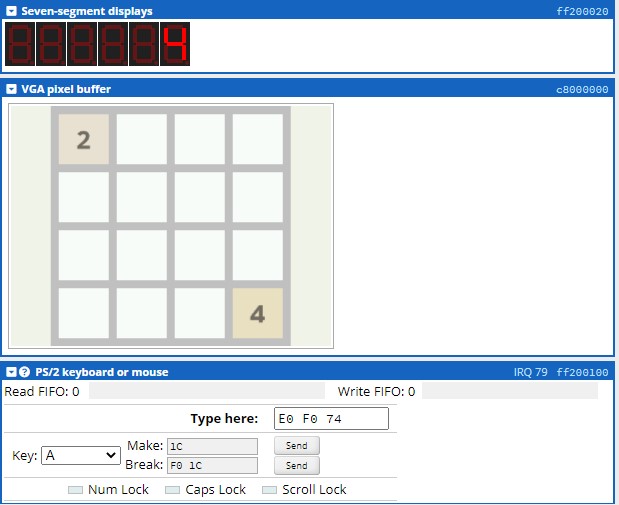 Seven-segment displays ff200020
4
VGA pixel buffer c8000000
2
4
PS/2 keyboard or mouse IRQ 79 ff200100
Read FIFO: 0 Write FIFO: 0
Type here: E0 F0 74
Key: A Make: 1C Send
Break: F0 1C Send
Num Lock Caps Lock Scroll Lock